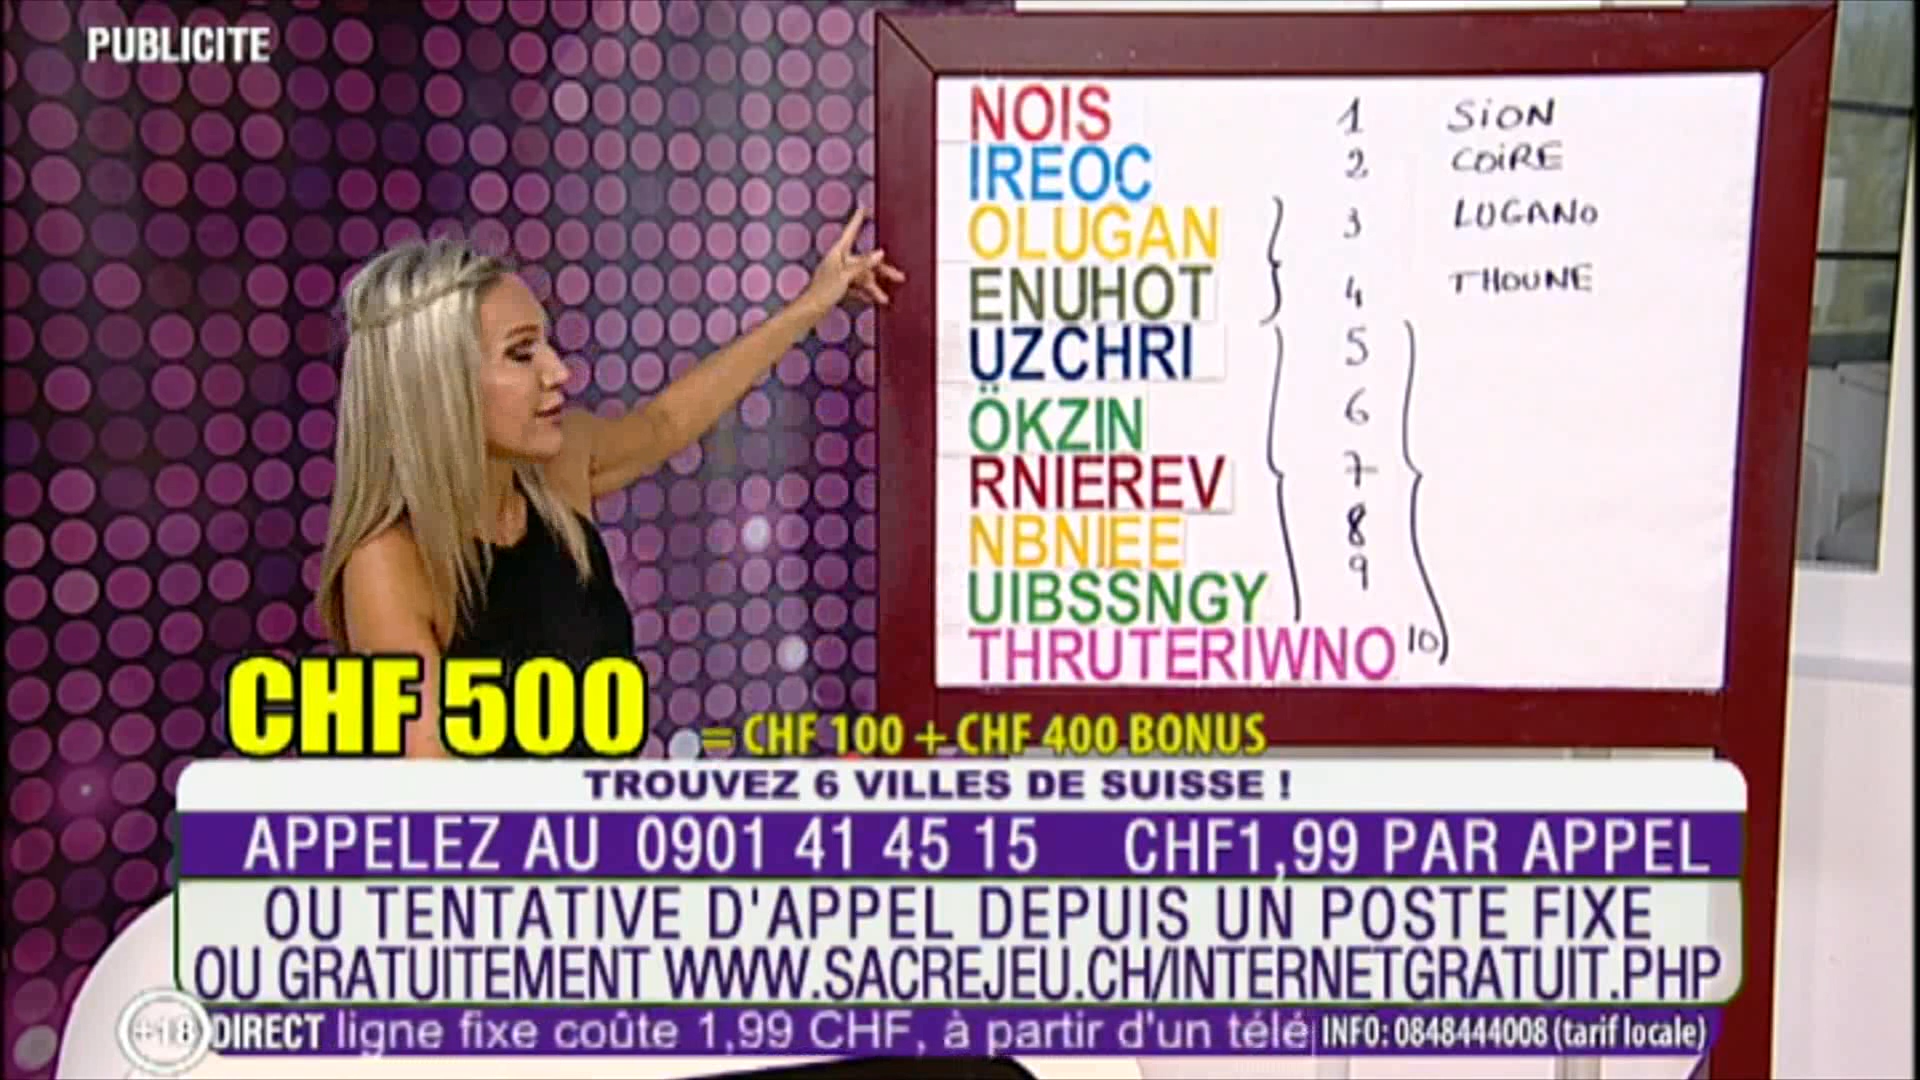 PUBLICITE
NOIS 1 SION
IREOC 2 COIRE
OLUGAN 3 LUGANO
ENUHOT 4 THOUNE
UZCHRI 5
ÖKZIN 6
RNIEREV 7
NBNIEE 8
UIBSSNGY 9
THRUTERIWNO 10
CHF 500 = CHF 100 + CHF 400 BONUS
TROUVEZ 6 VILLES DE SUISSE !
APPELEZ AU 0901 41 45 15 CHF1,99 PAR APPEL
OU TENTATIVE D'APPEL DEPUIS UN POSTE FIXE
OU GRATUITEMENT WWW.SACREJEU.CH/INTERNETGRATUIT.PHP
+18 DIRECT ligne fixe coûte 1,99 CHF, à partir d'un télé INFO: 0848444008 (tarif locale)